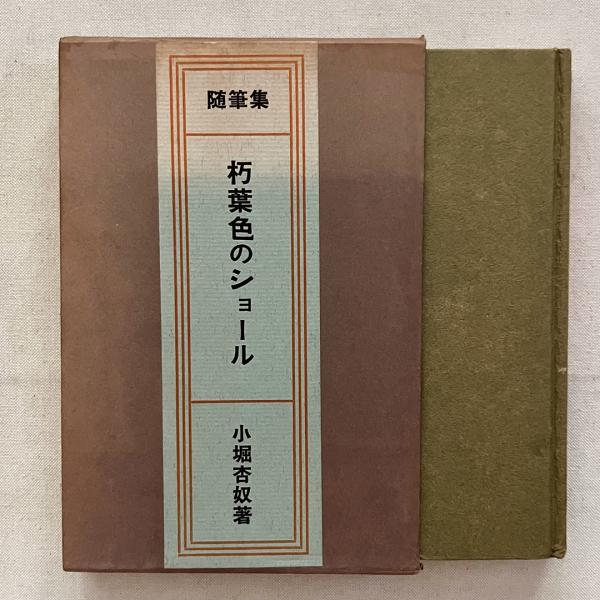 随筆集
朽葉色のショール
小堀杏奴著